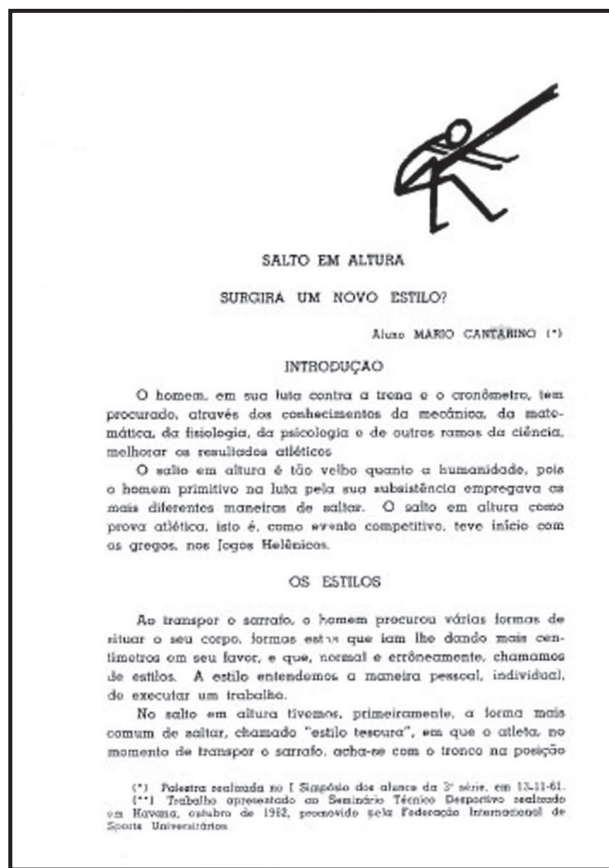 SALTO EM ALTURA
SURGIRA UM NOVO ESTILO?
Aluno MARIO CANTARINO (*)
INTRODUÇÃO
O homem, em sua luta contra a trena e o cronômetro, tem
procurado, através dos conhecimentos da mecânica, da mate-
mática, da fisiologia, da psicologia e de outros ramos da ciência,
melhorar os resultados atléticos
O salto em altura é tão velho quanto a humanidade, pois
o homem primitivo na luta pela sua subsistência empregava as
mais diferentes maneiras de saltar. O salto em altura como
prova atlética, isto é, como evento competitivo, teve início com
os gregos, nos Jogos Helênicos.
OS ESTILOS
Ao transpor o sarrafo, o homem procurou várias formas de
situar o seu corpo, formas estas que iam lhe dando mais cen-
tímetros em seu favor, e que, normal e errôneamente, chamamos
de estilos. A estilo entendemos a maneira pessoal, individual,
de executar um trabalho.
No salto em altura tivemos, primeiramente, a forma mais
comum de saltar, chamado "estilo tesoura", em que o atleta, no
momento de transpor o sarrafo, acha-se com o tronco na posição
(*) Palestra realizada no I Simpósio dos alunos da 3ª série, em 13-11-61.
(**) Trabalho apresentado ao Seminário Técnico Desportivo realizado
em Havana, outubro de 1962, promovido pela Federação Internacional de
Sports Universitários